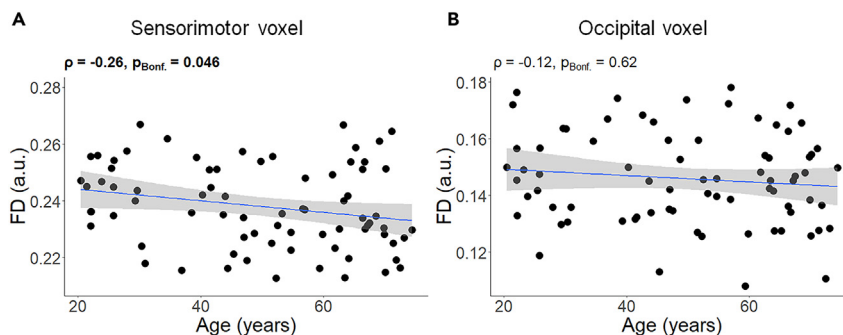 A
Sensorimotor voxel
ρ = -0.26, pBonf. = 0.046
0.28
0.26
0.24
0.22
FD (a.u.)
20
40
60
Age (years)
B
Occipital voxel
ρ = -0.12, pBonf. = 0.62
0.18
0.16
0.14
0.12
FD (a.u.)
20
40
60
Age (years)